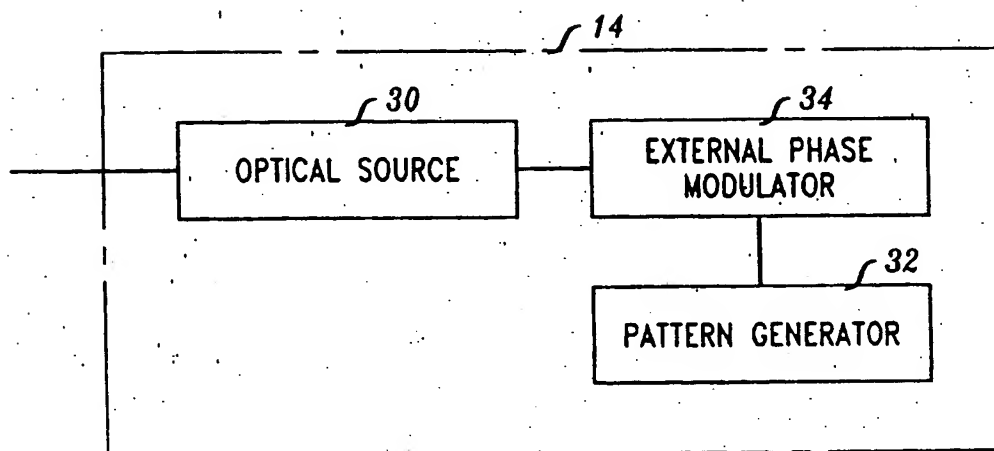 14
30
OPTICAL SOURCE
34
EXTERNAL PHASE
MODULATOR
32
PATTERN GENERATOR